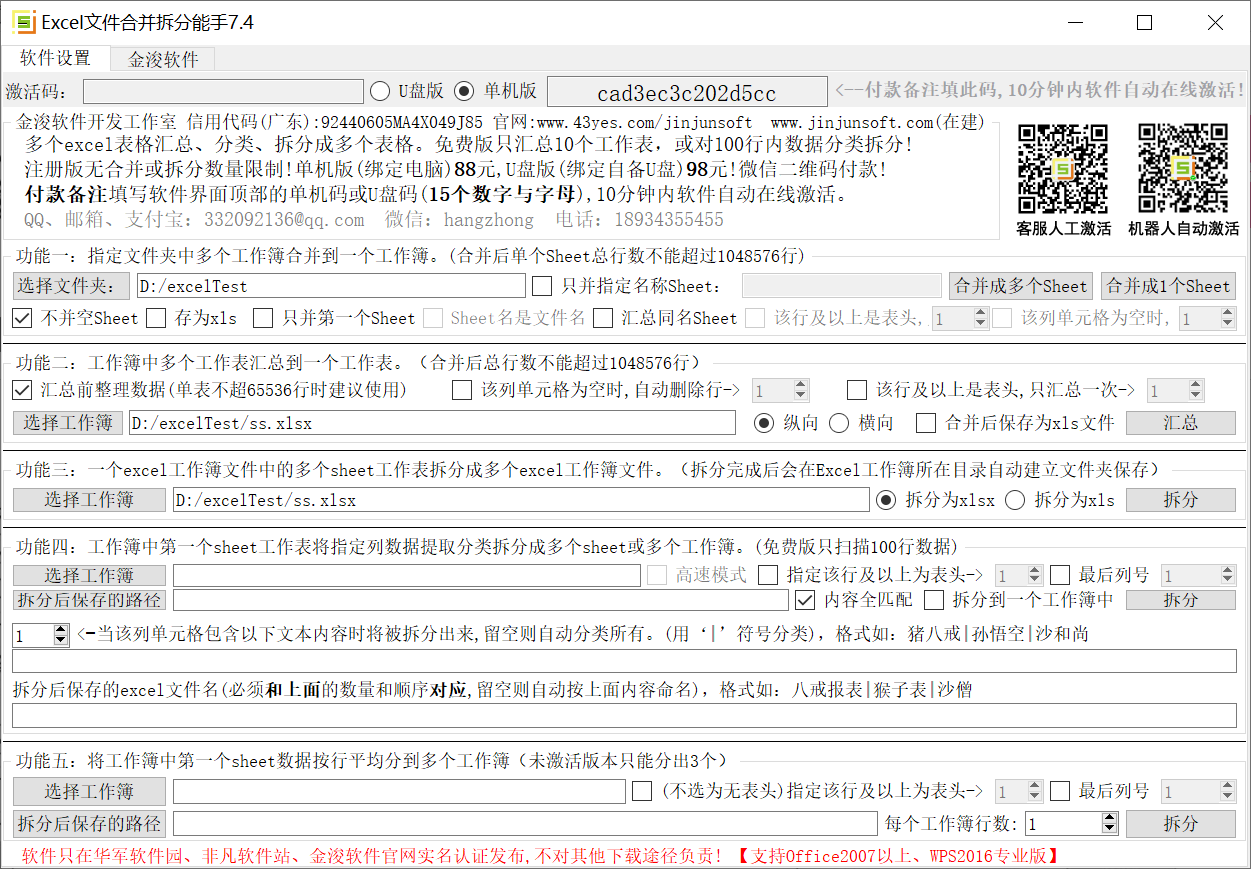 Excel文件合并拆分能手7.4
软件设置 金浚软件
激活码: U盘版 单机版 cad3ec3c202d5cc <--付款备注填此码,10分钟内软件自动在线激活!
金浚软件开发工作室 信用代码(广东):92440605MA4X049J85 官网:www.43yes.com/jinjunsoft www.jinjunsoft.com(在建)
多个excel表格汇总、分类、拆分成多个表格。免费版只汇总10个工作表，或对100行内数据分类拆分!
注册版无合并或拆分数量限制!单机版(绑定电脑)88元,U盘版(绑定自备U盘)98元!微信二维码付款!
付款备注填写软件界面顶部的单机码或U盘码(15个数字与字母),10分钟内软件自动在线激活。
QQ、邮箱、支付宝: 332092136@qq.com 微信: hangzhong 电话: 18934355455
客服人工激活 机器人自动激活
功能一: 指定文件夹中多个工作簿合并到一个工作簿。(合并后单个Sheet总行数不能超过1048576行)
选择文件夹: D:/excelTest 只并指定名称Sheet: 合并成多个Sheet 合并成1个Sheet
不并空Sheet 存为xls 只并第一个Sheet Sheet名是文件名 汇总同名Sheet 该行及以上是表头, 1 该列单元格为空时, 1
功能二: 工作簿中多个工作表汇总到一个工作表。（合并后总行数不能超过1048576行）
汇总前整理数据(单表不超65536行时建议使用) 该列单元格为空时,自动删除行-> 1 该行及以上是表头,只汇总一次-> 1
选择工作簿 D:/excelTest/ss.xlsx 纵向 横向 合并后保存为xls文件 汇总
功能三: 一个excel工作簿文件中的多个sheet工作表拆分成多个excel工作簿文件。（拆分完成后会在Excel工作簿所在目录自动建立文件夹保存）
选择工作簿 D:/excelTest/ss.xlsx 拆分为xlsx 拆分为xls 拆分
功能四: 工作簿中第一个sheet工作表将指定列数据提取分类拆分成多个sheet或多个工作簿。(免费版只扫描100行数据)
选择工作簿 高速模式 指定该行及以上为表头-> 1 最后列号 1
拆分后保存的路径 内容全匹配 拆分到一个工作簿中 拆分
1 <-当该列单元格包含以下文本内容时将被拆分出来,留空则自动分类所有。(用‘|’符号分类)，格式如: 猪八戒|孙悟空|沙和尚
拆分后保存的excel文件名(必须和上面的数量和顺序对应,留空则自动按上面内容命名)，格式如: 八戒报表|猴子表|沙僧
功能五: 将工作簿中第一个sheet数据按行平均分到多个工作簿（未激活版本只能分出3个）
选择工作簿 (不选为无表头)指定该行及以上为表头-> 1 最后列号 1
拆分后保存的路径 每个工作簿行数: 1 拆分
软件只在华军软件园、非凡软件站、金浚软件官网实名认证发布,不对其他下载途径负责! 【支持Office2007以上、WPS2016专业版】